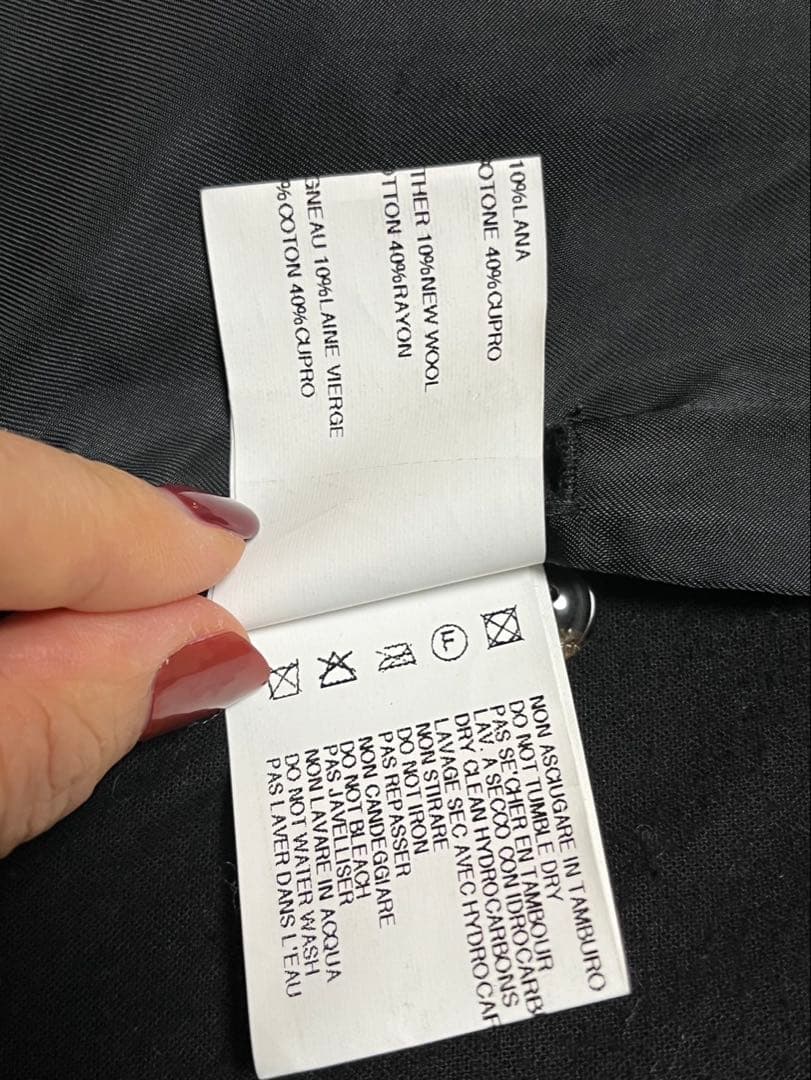 10%LANA
OTONE 40%CUPRO
THER 10%NEW WOOL
TTON 40%RAYON
GNEAU 10%LAINE VIERGE
%COTON 40%CUPRO
F
NON ASCIUGARE IN TAMBURO
DO NOT TUMBLE DRY
PAS SE'CHER EN TAMBOUR
LAV. A SECCO CON IDROCARB
DRY CLEAN HYDROCARBONS
LAVAGE SEC AVEC HYDROCAR
NON STIRARE
DO NOT IRON
PAS REPASSER
NON CANDEGGIARE
DO NOT BLEACH
PAS JAVELLISER
NON LAVARE IN ACQUA
DO NOT WATER WASH
PAS LAVER DANS L'EAU